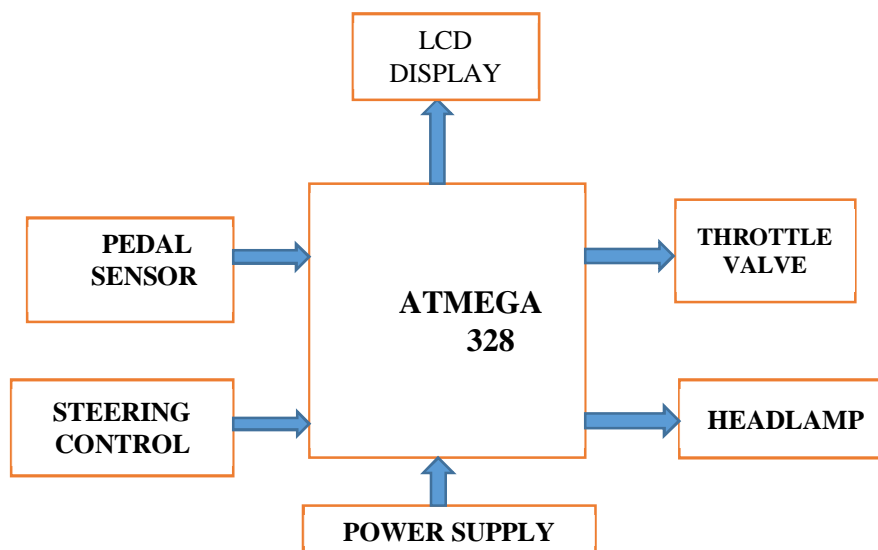 LCD
DISPLAY
PEDAL
SENSOR
THROTTLE
VALVE
ATMEGA
328
STEERING
CONTROL
HEADLAMP
POWER SUPPLY